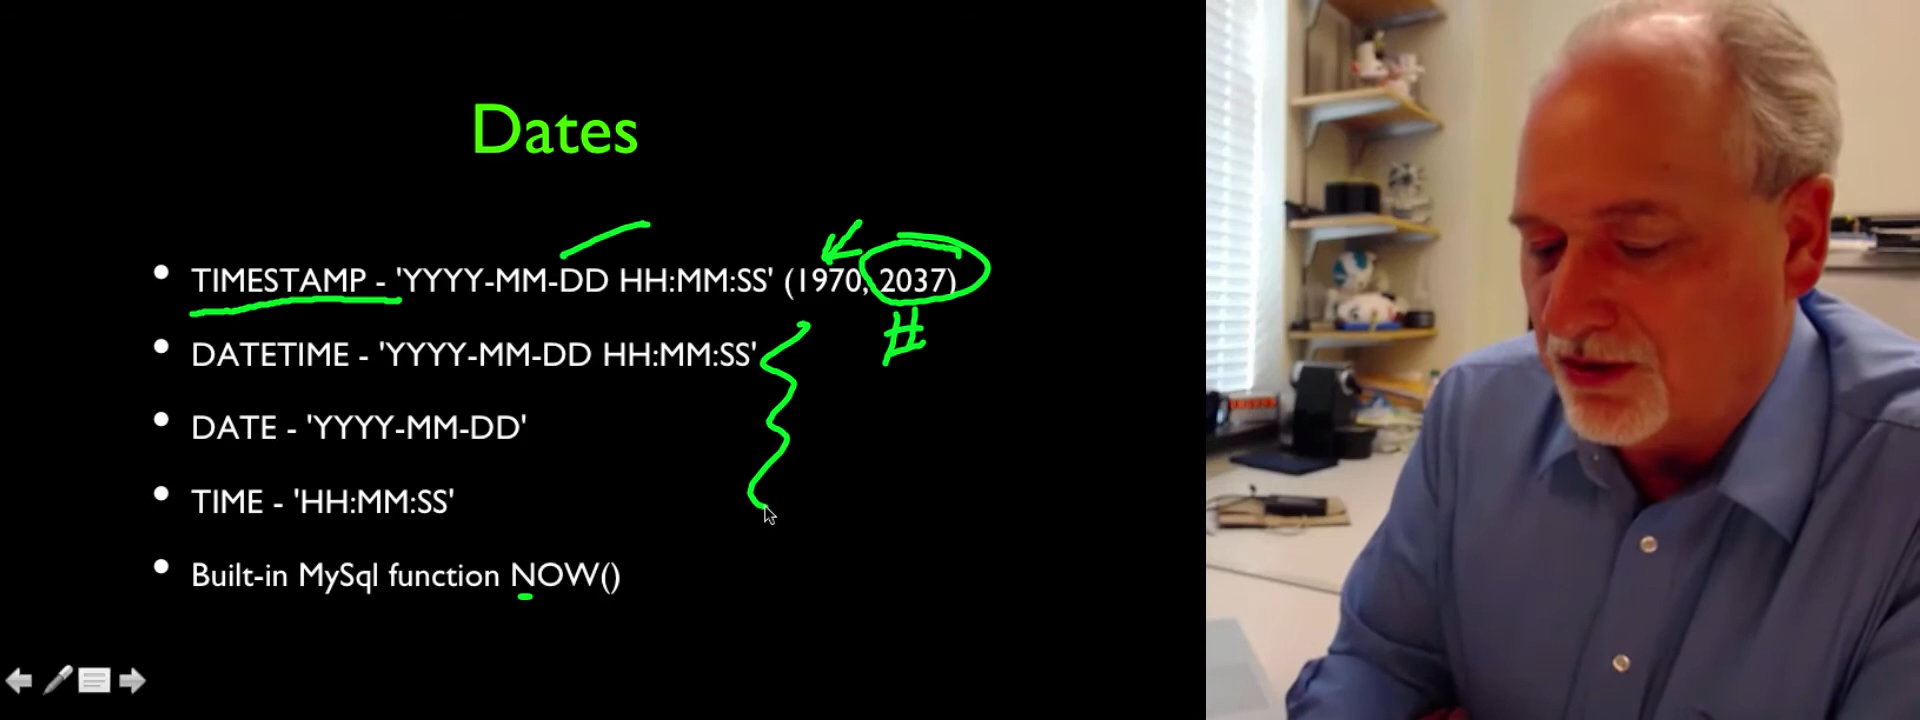 Dates
• TIMESTAMP - 'YYYY-MM-DD HH:MM:SS' (1970, 2037)
• DATETIME - 'YYYY-MM-DD HH:MM:SS'
• DATE - 'YYYY-MM-DD'
• TIME - 'HH:MM:SS'
• Built-in MySql function NOW()